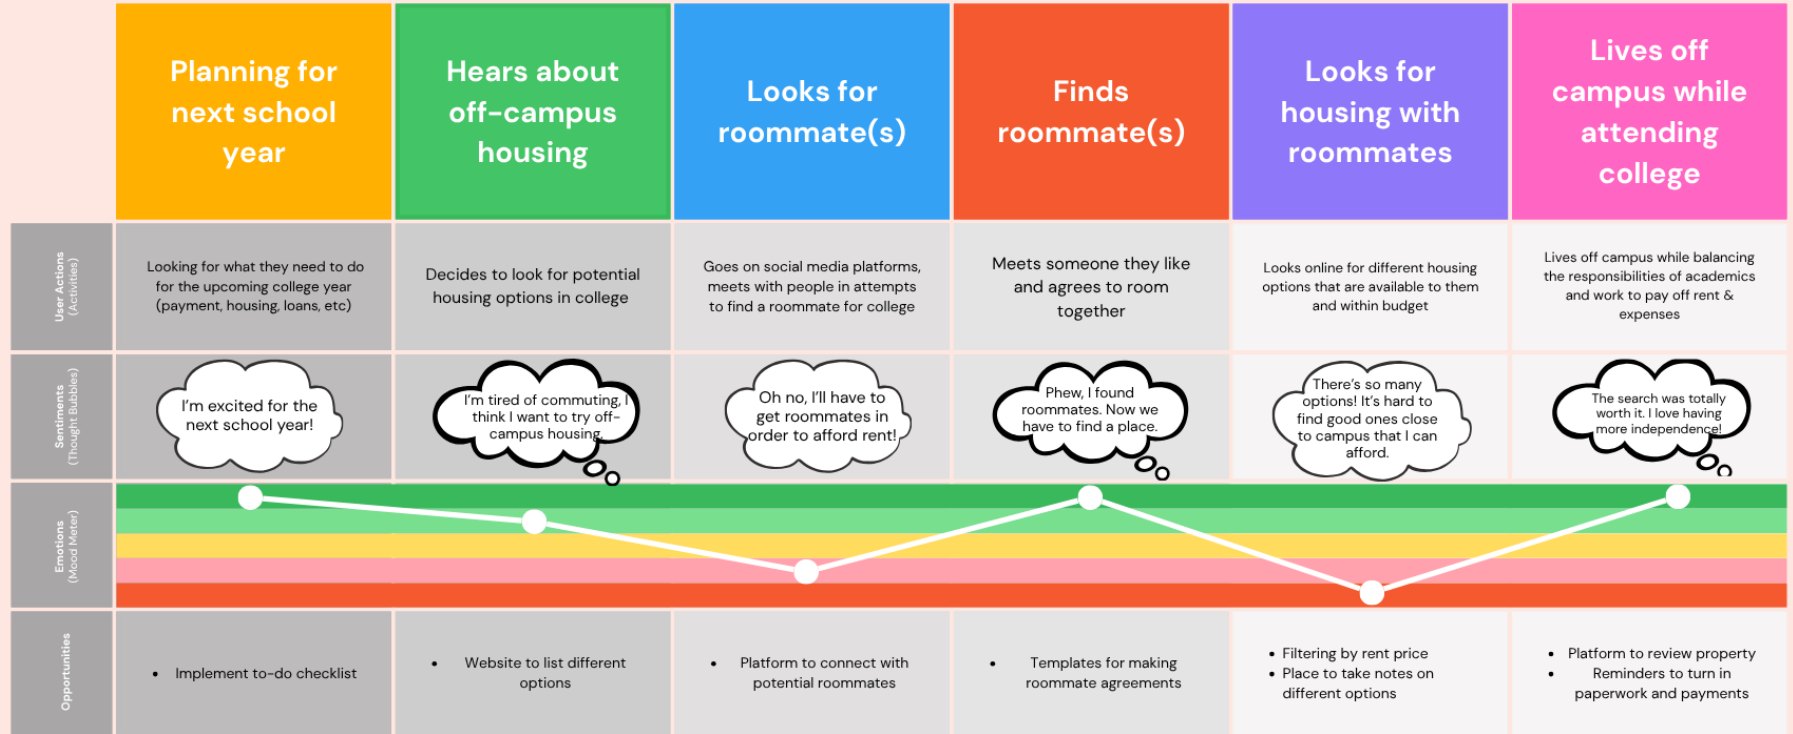 Planning for
next school
year
Hears about
off-campus
housing
Looks for
roommate(s)
Finds
roommate(s)
Looks for
housing with
roommates
Lives off
campus while
attending
college
User Actions
(Activities)
Looking for what they need to do
for the upcoming college year
(payment, housing, loans, etc)
Decides to look for potential
housing options in college
Goes on social media platforms,
meets with people in attempts
to find a roommate for college
Meets someone they like
and agrees to room
together
Looks online for different housing
options that are available to them
and within budget
Lives off campus while balancing
the responsibilities of academics
and work to pay off rent &
expenses
Sentiments
(Thought Bubbles)
I'm excited for the
next school year!
I'm tired of commuting, I
think I want to try off-
campus housing.
Oh no, I'll have to
get roommates in
order to afford rent!
Phew, I found
roommates. Now we
have to find a place.
There's so many
options! It's hard to
find good ones close
to campus that I can
afford.
The search was totally
worth it. I love having
more independence!
Emotions
(Mood Meter)
Opportunities
• Implement to-do checklist
• Website to list different
options
• Platform to connect with
potential roommates
• Templates for making
roommate agreements
• Filtering by rent price
• Place to take notes on
different options
• Platform to review property
• Reminders to turn in
paperwork and payments